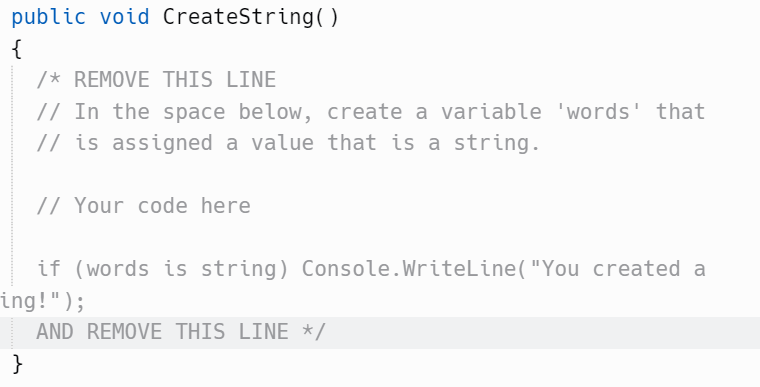 public void CreateString()
{
/* REMOVE THIS LINE
// In the space below, create a variable 'words' that
// is assigned a value that is a string.
// Your code here
if (words is string) Console.WriteLine("You created a
ing!");
AND REMOVE THIS LINE */
}